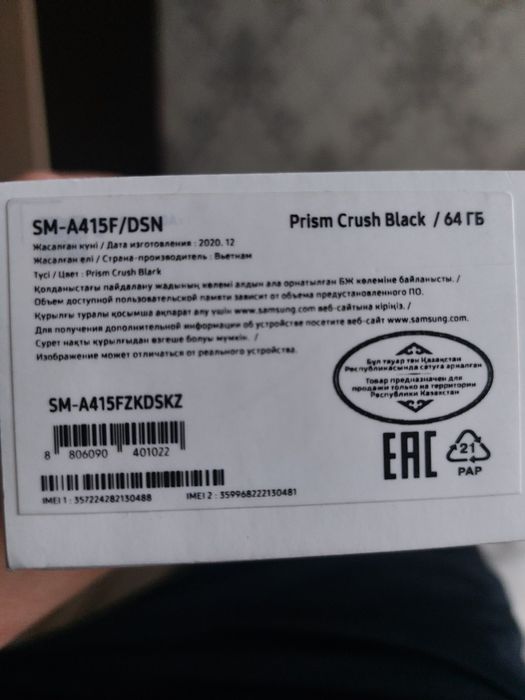 SM-A415F/DSN
Prism Crush Black / 64 ГБ
Жасалған күні / Дата изготовления : 2020. 12
Жасалған елі / Страна-производитель : Вьетнам
Түсі / Цвет : Prism Crush Black
Қолданыстағы пайдалану жадының көлемі алдын ала орнатылған БЖ көлеміне байланысты. /
Объем доступной пользовательской памяти зависит от объема предустановленного ПО.
Құрылғы туралы қосымша ақпарат алу үшін www.samsung.com веб-сайтына кіріңіз. /
Для получения дополнительной информации об устройстве посетите веб-сайт www.samsung.com.
Сурет нақты құрылғыдан өзгеше болуы мүмкін. /
Изображение может отличаться от реального устройства.
Бұл тауар тек Қазақстан
Республикасында сатуға арналған
Товар предназначен для
продажи только на территории
Республики Казахстан
SM-A415FZKDSKZ
8 806090 401022
EAC
21
PAP
IMEI 1 : 357224282130488
IMEI 2 : 359968222130481